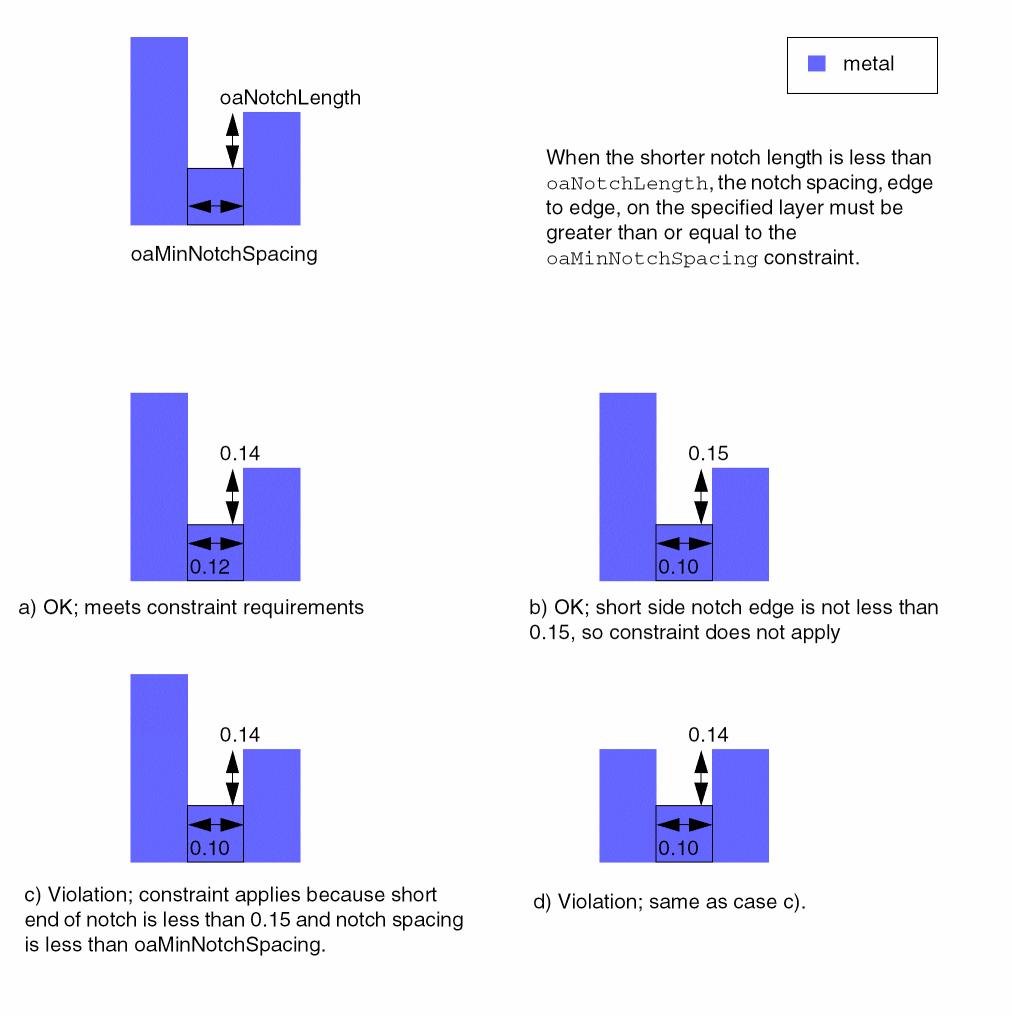 oaNotchLength
oaMinNotchSpacing
metal
When the shorter notch length is less than
oaNotchLength, the notch spacing, edge
to edge, on the specified layer must be
greater than or equal to the
oaMinNotchSpacing constraint.
0.14
0.12
a) OK; meets constraint requirements
0.15
0.10
b) OK; short side notch edge is not less than
0.15, so constraint does not apply
0.14
0.10
c) Violation; constraint applies because short
end of notch is less than 0.15 and notch spacing
is less than oaMinNotchSpacing.
0.14
0.10
d) Violation; same as case c).